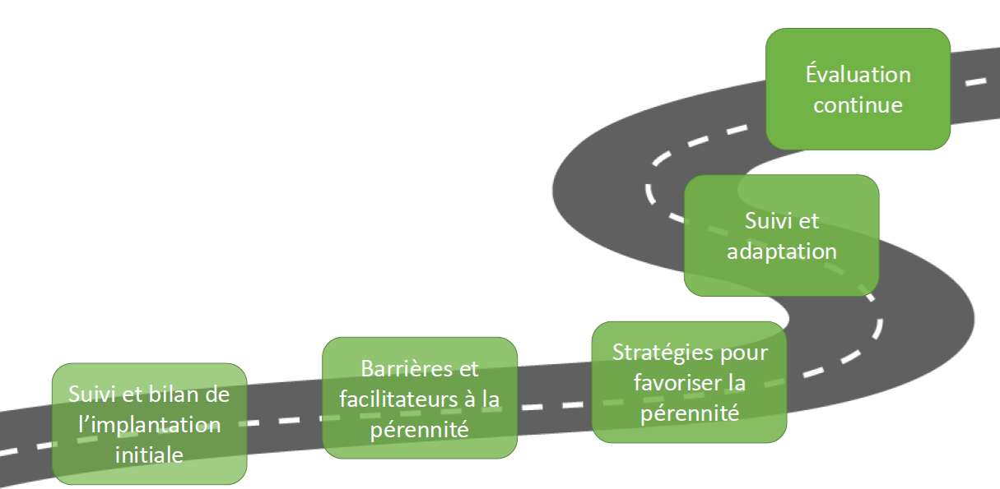 Évaluation
continue
Suivi et
adaptation
Stratégies pour
favoriser la
pérennité
Barrières et
facilitateurs à la
pérennité
Suivi et bilan de
l’implantation
initiale